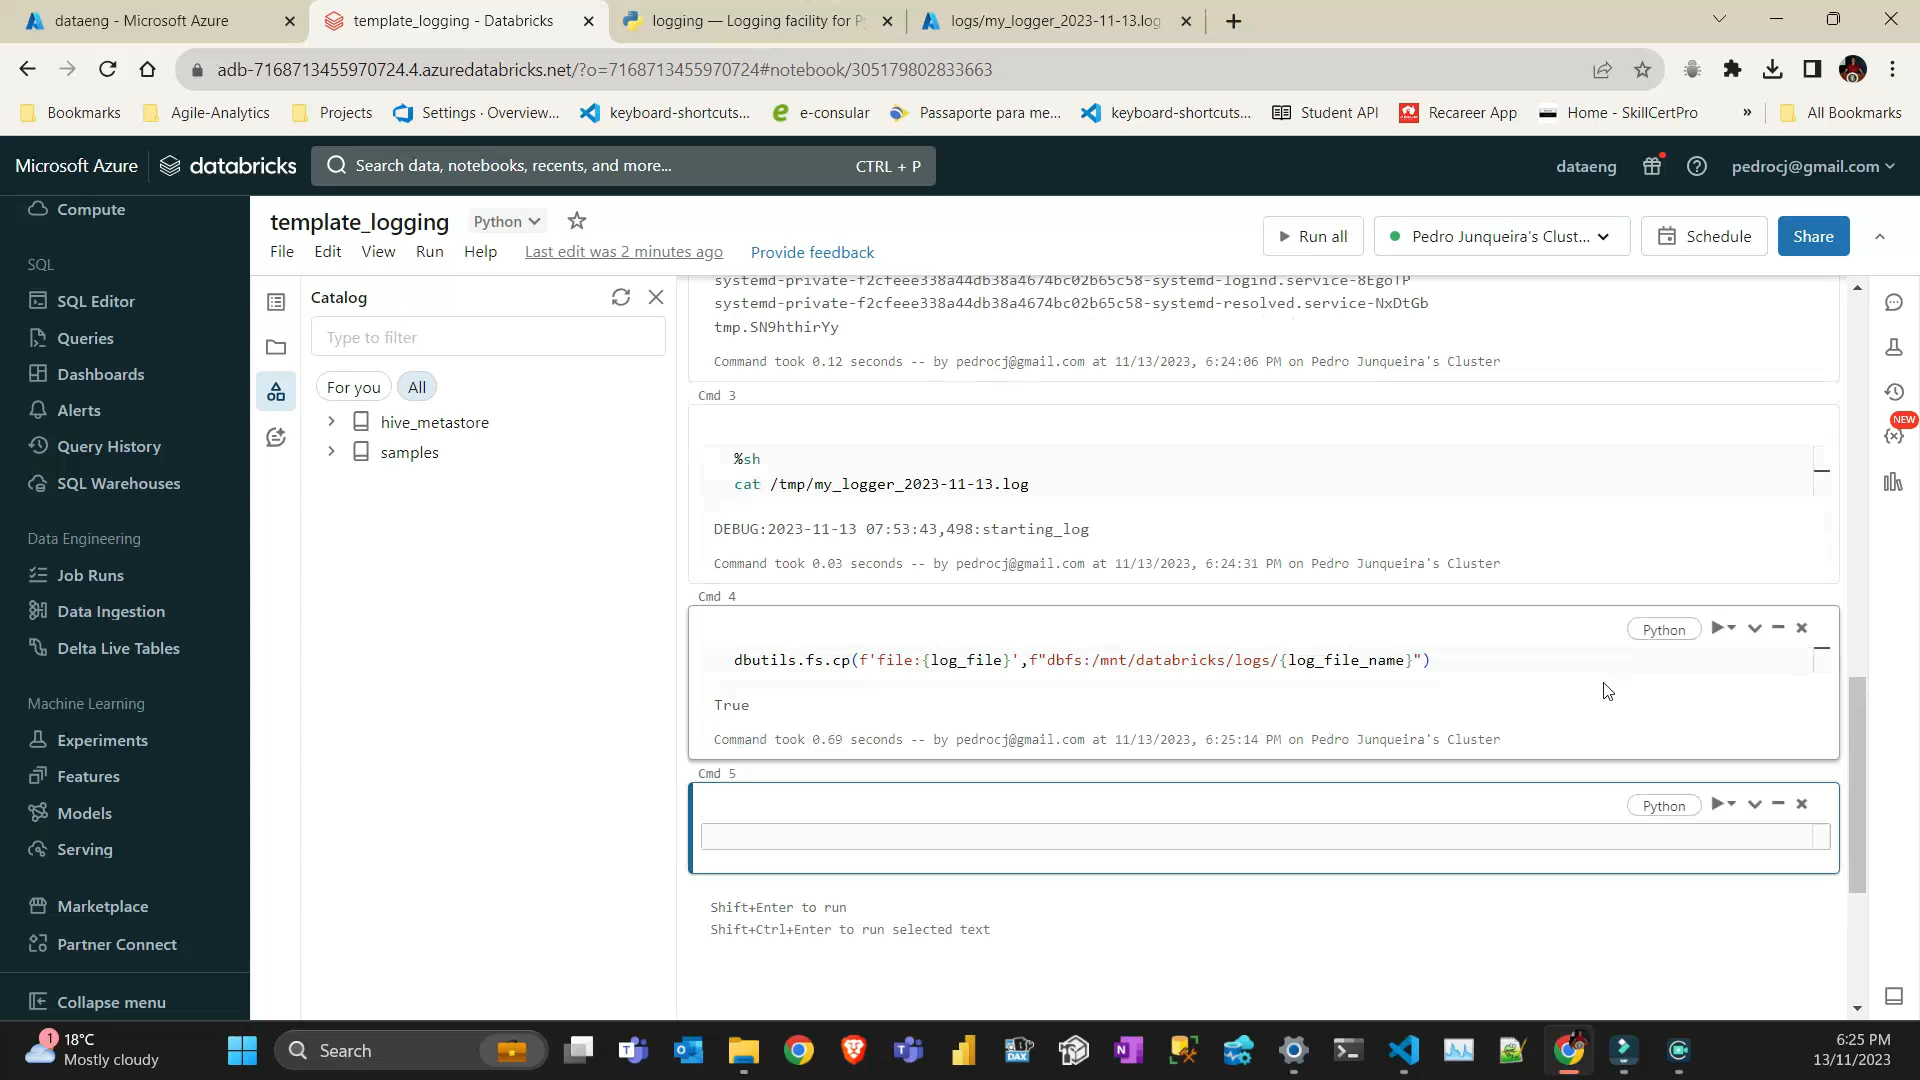 dataeng - Microsoft Azure
template_logging - Databricks
logging — Logging facility for P
logs/my_logger_2023-11-13.log
adb-7168713455970724.4.azuredatabricks.net/?o=7168713455970724#notebook/305179802833663
Bookmarks
Agile-Analytics
Projects
Settings · Overview...
keyboard-shortcuts...
e-consular
Passaporte para me...
keyboard-shortcuts...
Student API
Recareer App
Home - SkillCertPro
»
All Bookmarks
Microsoft Azure
databricks
Search data, notebooks, recents, and more...
CTRL + P
dataeng
pedrocj@gmail.com
Compute
SQL
SQL Editor
Queries
Dashboards
Alerts
Query History
SQL Warehouses
Data Engineering
Job Runs
Data Ingestion
Delta Live Tables
Machine Learning
Experiments
Features
Models
Serving
Marketplace
Partner Connect
Collapse menu
template_logging
Python
File
Edit
View
Run
Help
Last edit was 2 minutes ago
Provide feedback
Run all
Pedro Junqueira's Clust...
Schedule
Share
Catalog
Type to filter
For you
All
hive_metastore
samples
systemd-private-f2cfeee338a44db38a4674bc02b65c58-systemd-logind.service-8EgoTP
systemd-private-f2cfeee338a44db38a4674bc02b65c58-systemd-resolved.service-NxDtGb
tmp.SN9hthirYy
Command took 0.12 seconds -- by pedrocj@gmail.com at 11/13/2023, 6:24:06 PM on Pedro Junqueira's Cluster
Cmd 3
%sh
cat /tmp/my_logger_2023-11-13.log
DEBUG:2023-11-13 07:53:43,498:starting_log
Command took 0.03 seconds -- by pedrocj@gmail.com at 11/13/2023, 6:24:31 PM on Pedro Junqueira's Cluster
Cmd 4
Python
dbutils.fs.cp(f'file:{log_file}',f"dbfs:/mnt/databricks/logs/{log_file_name}")
True
Command took 0.69 seconds -- by pedrocj@gmail.com at 11/13/2023, 6:25:14 PM on Pedro Junqueira's Cluster
Cmd 5
Python
Shift+Enter to run
Shift+Ctrl+Enter to run selected text
NEW
1
18°C
Mostly cloudy
Search
DAX
6:25 PM
13/11/2023